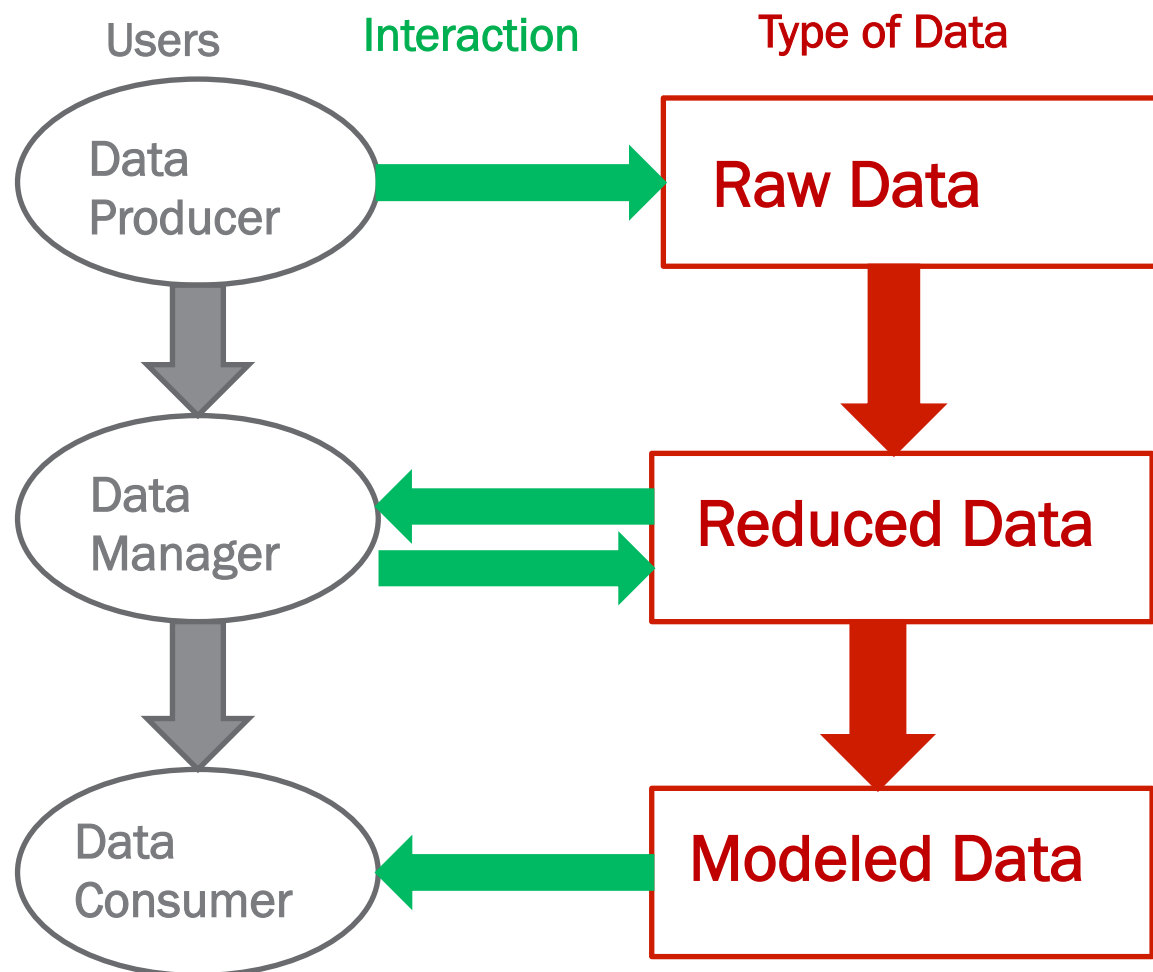 Users
Interaction
Type of Data
Data
Producer
Raw Data
Data
Manager
Reduced Data
Data
Consumer
Modeled Data